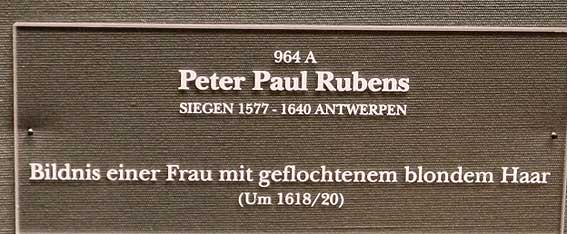 964 A
Peter Paul Rubens
SIEGEN 1577 - 1640 ANTWERPEN
Bildnis einer Frau mit geflochtenem blondem Haar
(Um 1618/20)